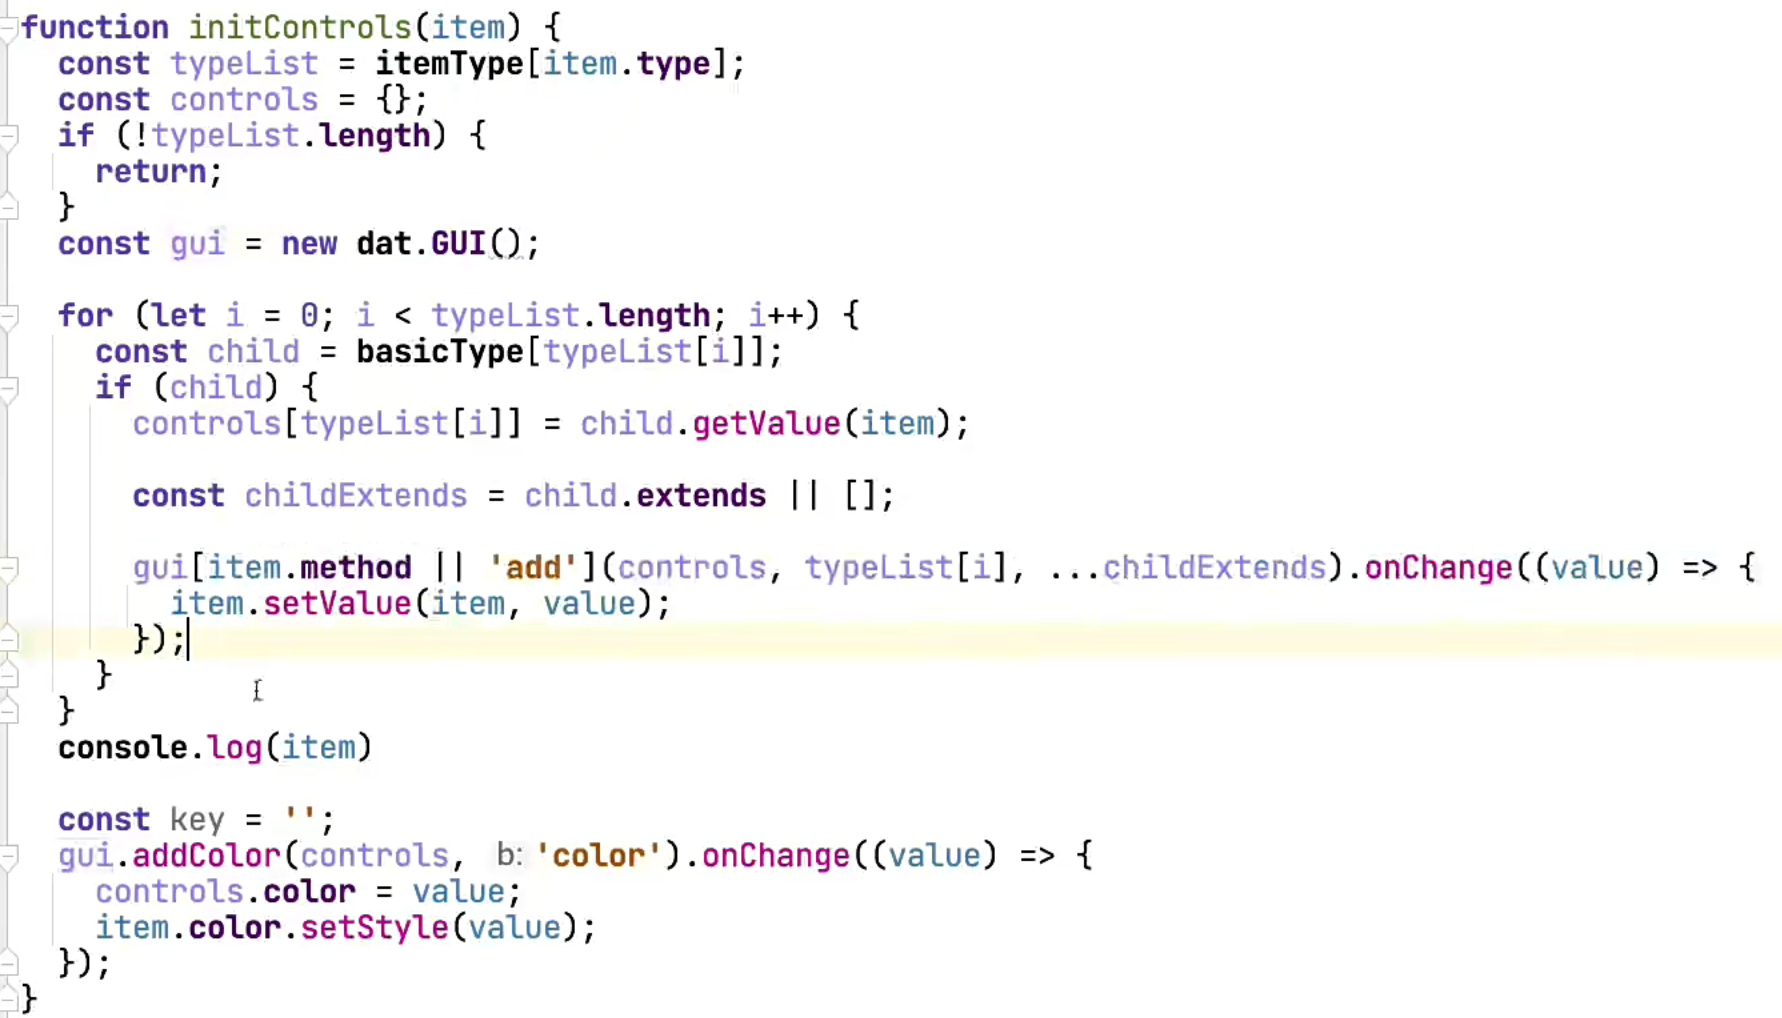 function initControls(item) {
  const typeList = itemType[item.type];
  const controls = {};
  if (!typeList.length) {
    return;
  }
  const gui = new dat.GUI();

  for (let i = 0; i < typeList.length; i++) {
    const child = basicType[typeList[i]];
    if (child) {
      controls[typeList[i]] = child.getValue(item);

      const childExtends = child.extends || [];

      gui[item.method || 'add'](controls, typeList[i], ...childExtends).onChange((value) => {
        item.setValue(item, value);
      });
    }
  }
  console.log(item)

  const key = '';
  gui.addColor(controls, b: 'color').onChange((value) => {
    controls.color = value;
    item.color.setStyle(value);
  });
}